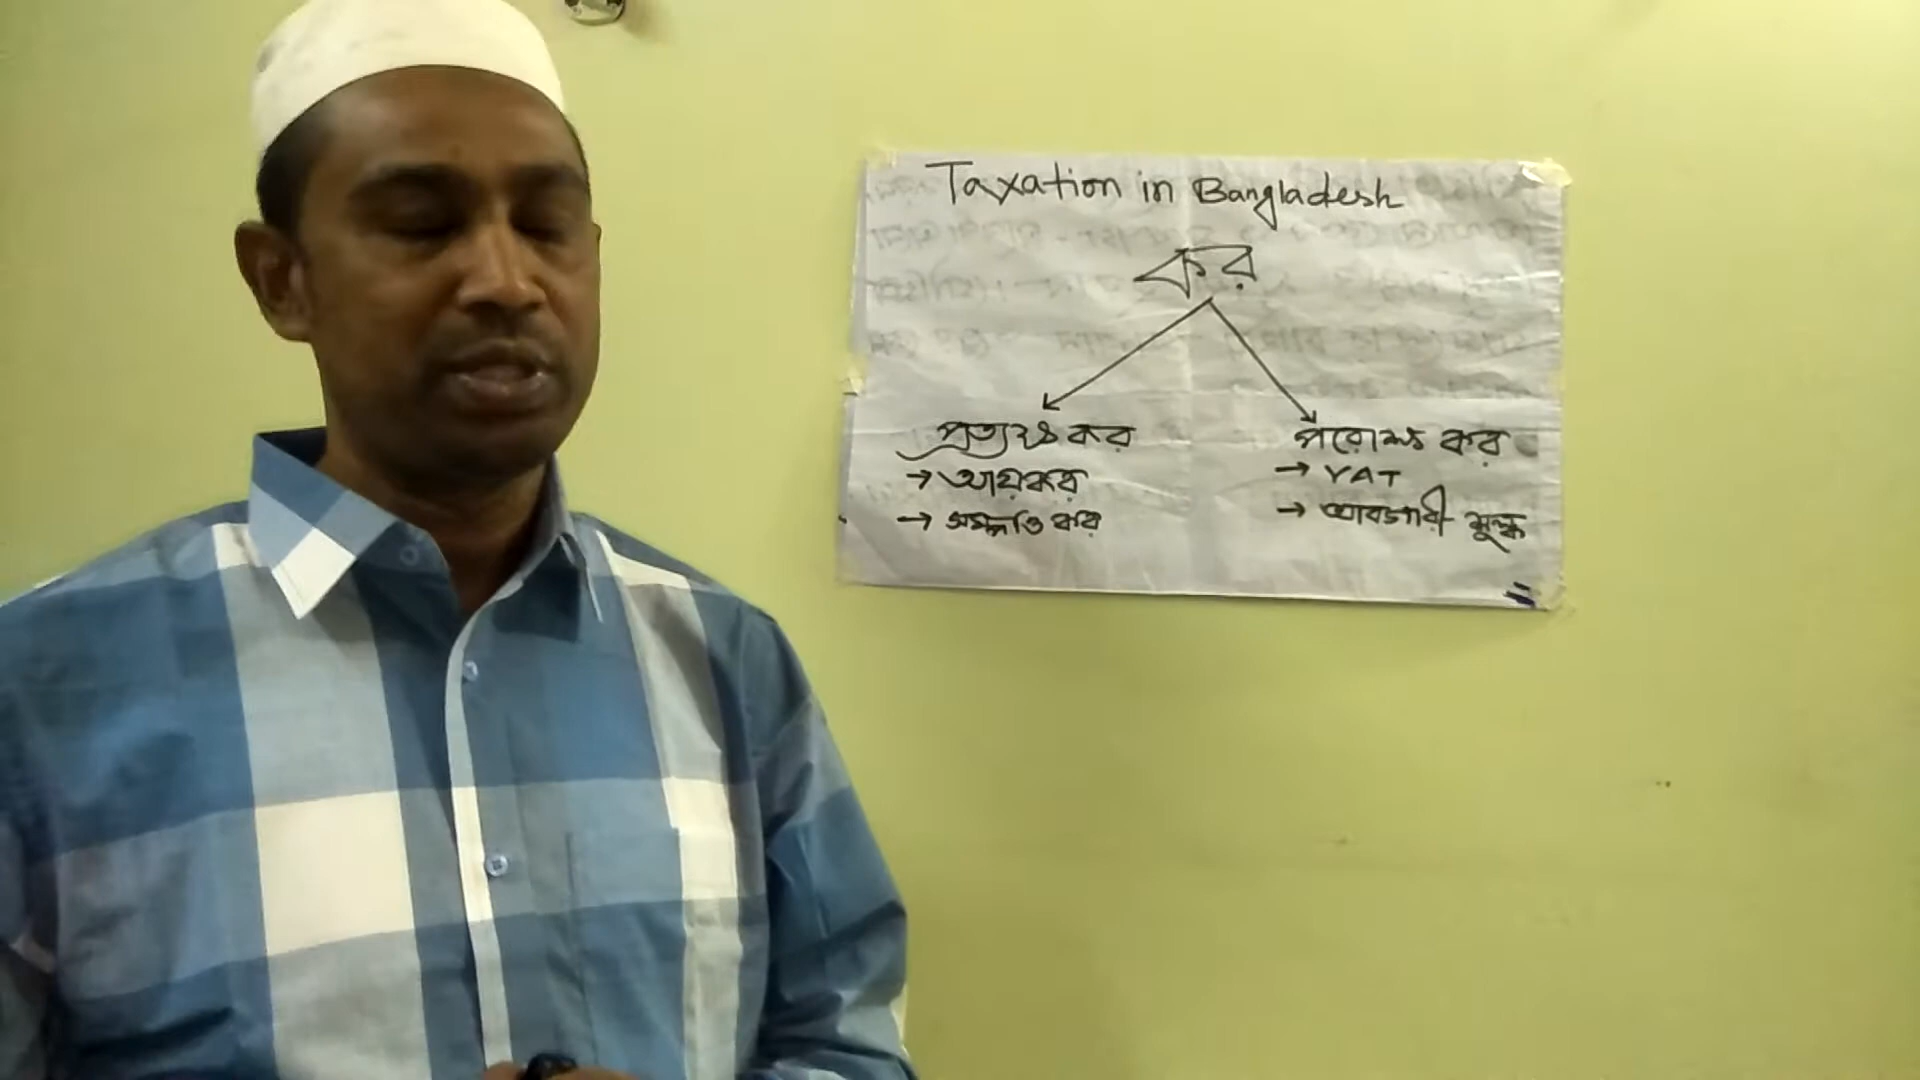 Taxation in Bangladesh
কর
প্রত্যক্ষ কর
পরোক্ষ কর
→ আয়কর
→ VAT
→ সম্পত্তি কর
→ আবগারী শুল্ক